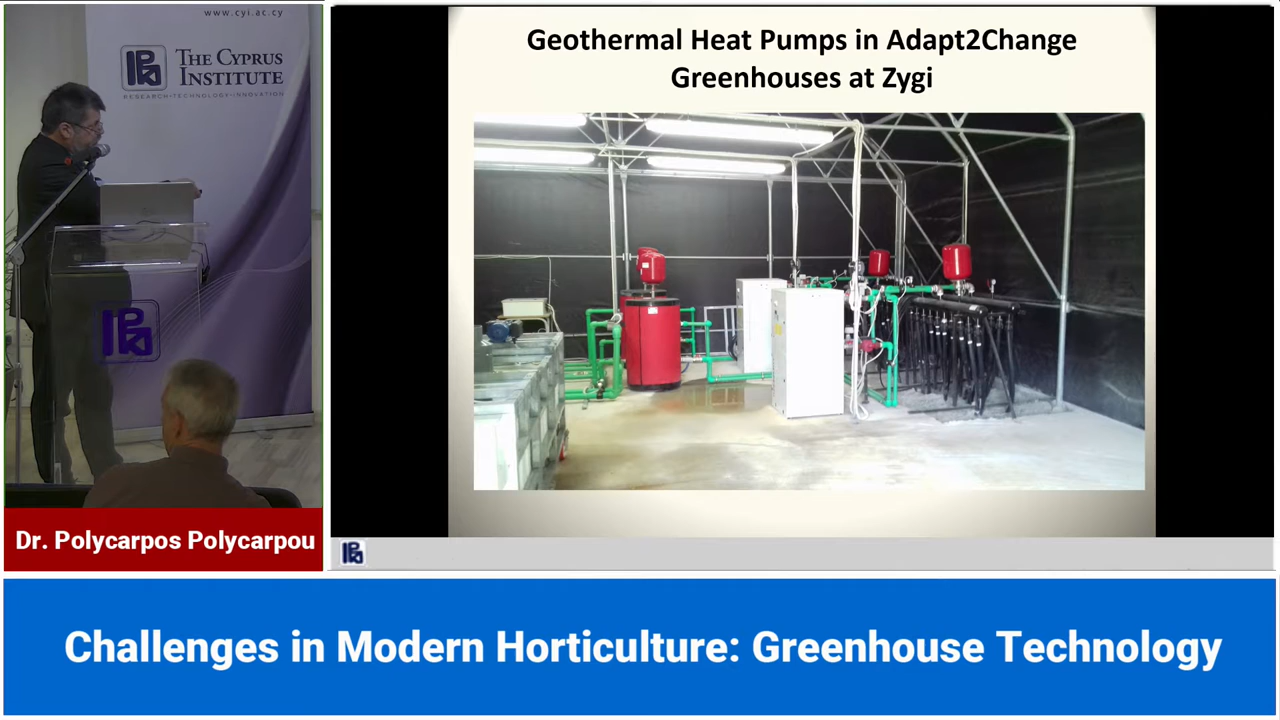 www.cyi.ac.cy
THE CYPRUS
INSTITUTE
RESEARCH•TECHNOLOGY•INNOVATION
Geothermal Heat Pumps in Adapt2Change
Greenhouses at Zygi
Dr. Polycarpos Polycarpou
Challenges in Modern Horticulture: Greenhouse Technology